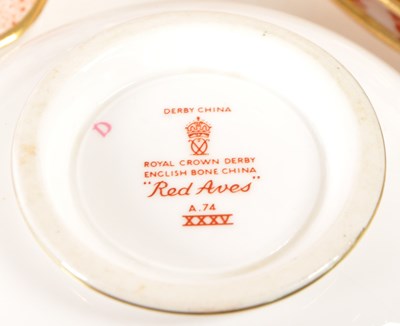 DERBY CHINA
D
ROYAL CROWN DERBY
ENGLISH BONE CHINA
"Red Aves"
A.74
XXXV